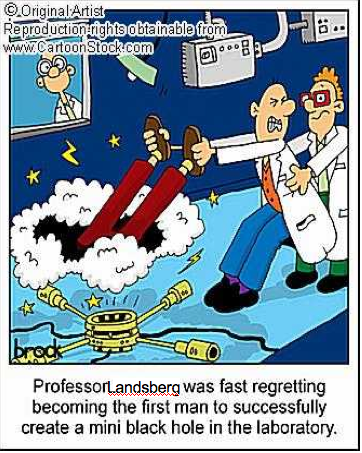 © Original Artist
Reproduction rights obtainable from
www.CartoonStock.com
brock
Professor Landsberg was fast regretting
becoming the first man to successfully
create a mini black hole in the laboratory.